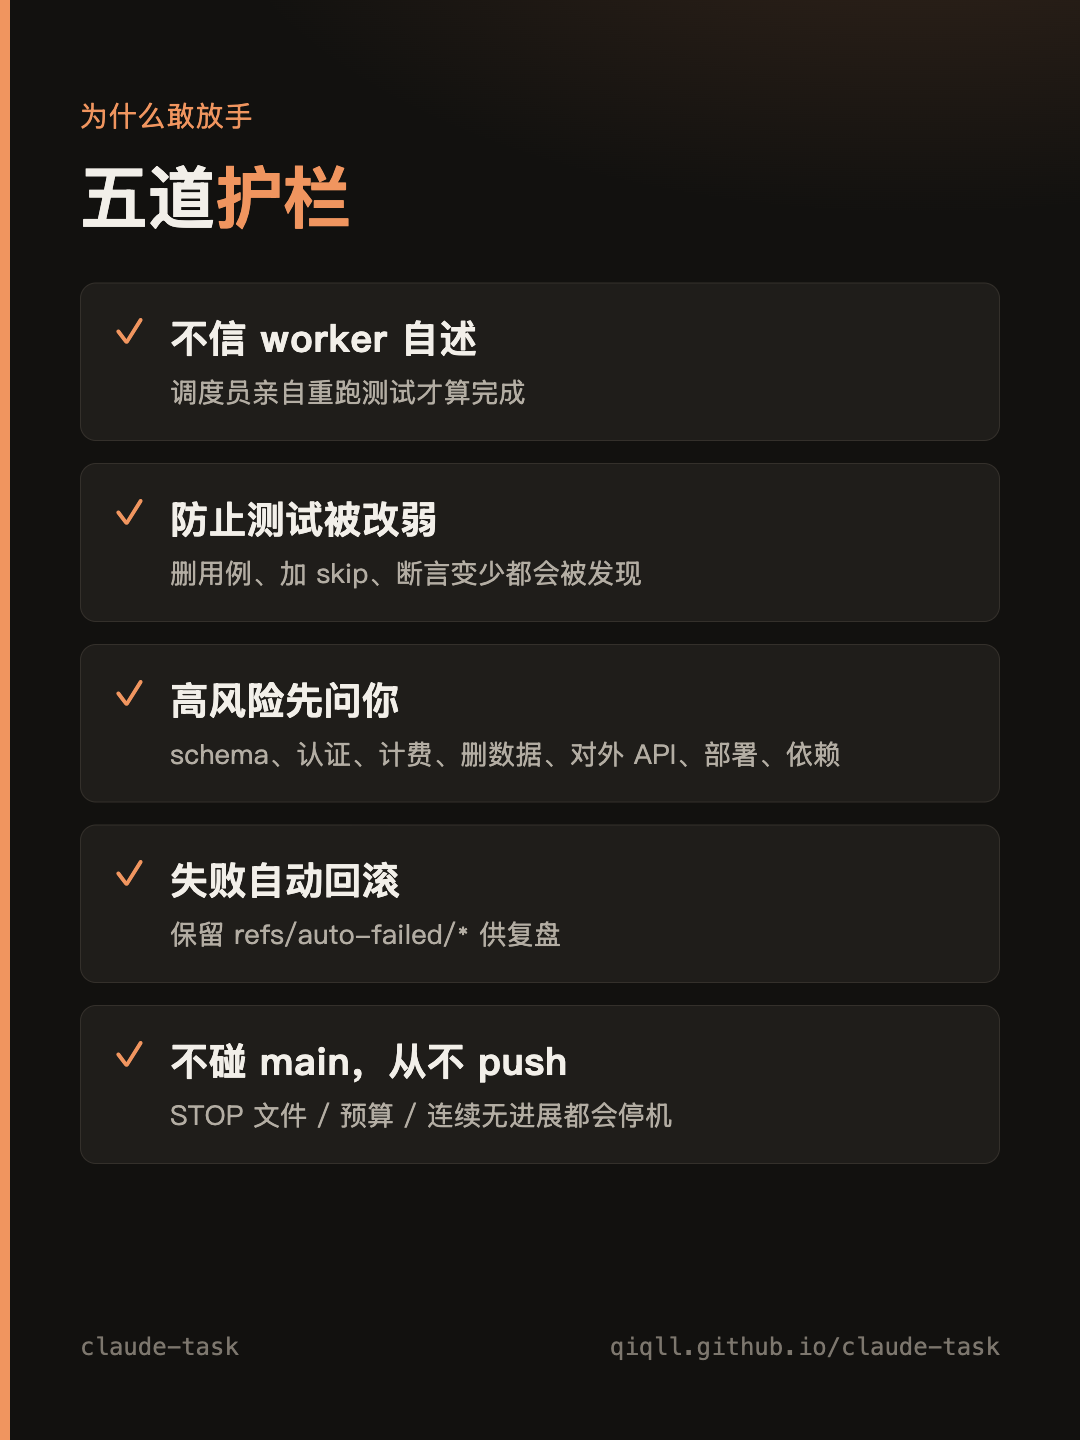 为什么敢放手
五道护栏
不信 worker 自述
调度员亲自重跑测试才算完成
防止测试被改弱
删用例、加 skip、断言变少都会被发现
高风险先问你
schema、认证、计费、删数据、对外 API、部署、依赖
失败自动回滚
保留 refs/auto-failed/* 供复盘
不碰 main，从不 push
STOP 文件 / 预算 / 连续无进展都会停机
claude-task
qiqll.github.io/claude-task